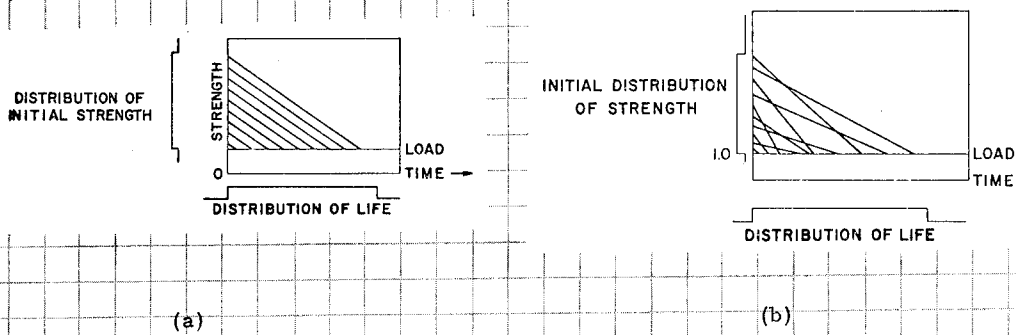 DISTRIBUTION OF
INITIAL STRENGTH
STRENGTH
0
LOAD
TIME
DISTRIBUTION OF LIFE
(a)
INITIAL DISTRIBUTION
OF STRENGTH
1.0
LOAD
TIME
DISTRIBUTION OF LIFE
(b)